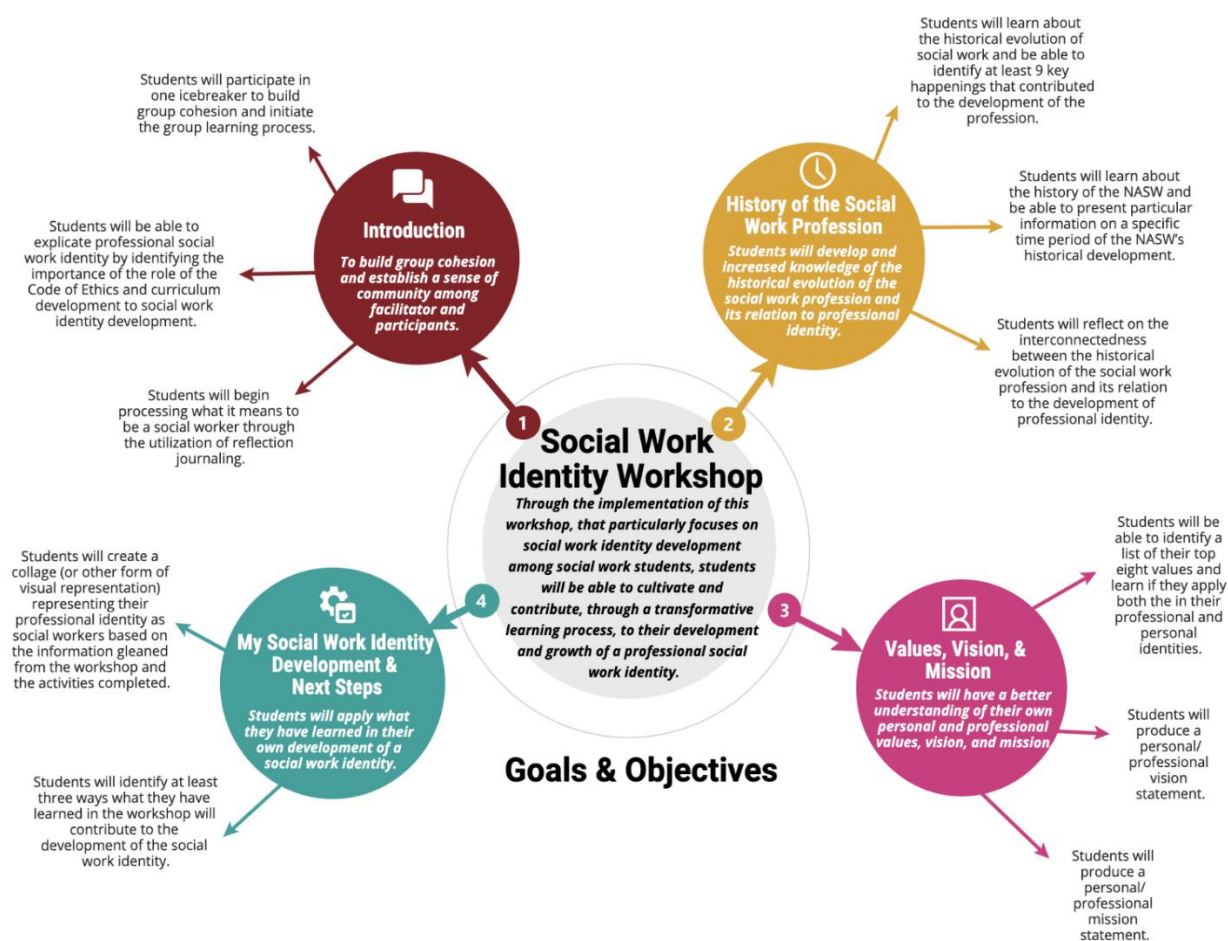 Social Work
Identity Workshop
Through the implementation of this
workshop, that particularly focuses on
social work identity development
among social work students, students
will be able to cultivate and
contribute, through a transformative
learning process, to their development
and growth of a professional social
work identity.
Goals & Objectives
1
Introduction
To build group cohesion
and establish a sense of
community among
facilitator and
participants.
Students will participate in
one icebreaker to build
group cohesion and initiate
the group learning process.
Students will be able to
explicate professional social
work identity by identifying the
importance of the role of the
Code of Ethics and curriculum
development to social work
identity development.
Students will begin
processing what it means to
be a social worker through
the utilization of reflection
journaling.
2
History of the Social
Work Profession
Students will develop and
increased knowledge of the
historical evolution of the
social work profession and
its relation to professional
identity.
Students will learn about
the historical evolution of
social work and be able to
identify at least 9 key
happenings that contributed
to the development of the
profession.
Students will learn about
the history of the NASW and
be able to present particular
information on a specific
time period of the NASW's
historical development.
Students will reflect on the
interconnectedness
between the historical
evolution of the social work
profession and its relation
to the development of
professional identity.
3
Values, Vision, &
Mission
Students will have a better
understanding of their own
personal and professional
values, vision, and mission
Students will be
able to identify a
list of their top
eight values and
learn if they apply
both the in their
professional and
personal
identities.
Students will
produce a
personal/
professional
vision
statement.
Students will
produce a
personal/
professional
mission
statement.
4
My Social Work Identity
Development &
Next Steps
Students will apply what
they have learned in their
own development of a
social work identity.
Students will create a
collage (or other form of
visual representation)
representing their
professional identity as
social workers based on
the information gleaned
from the workshop and
the activities completed.
Students will identify at least
three ways what they have
learned in the workshop will
contribute to the
development of the social
work identity.